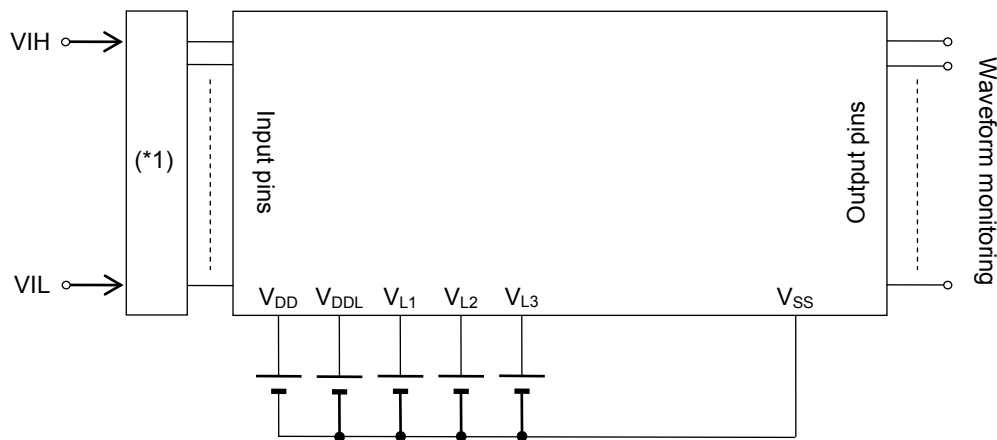 VIH
VIL
(*1)
Input pins
Output pins
Waveform monitoring
VDD VDDL VL1 VL2 VL3 VSS